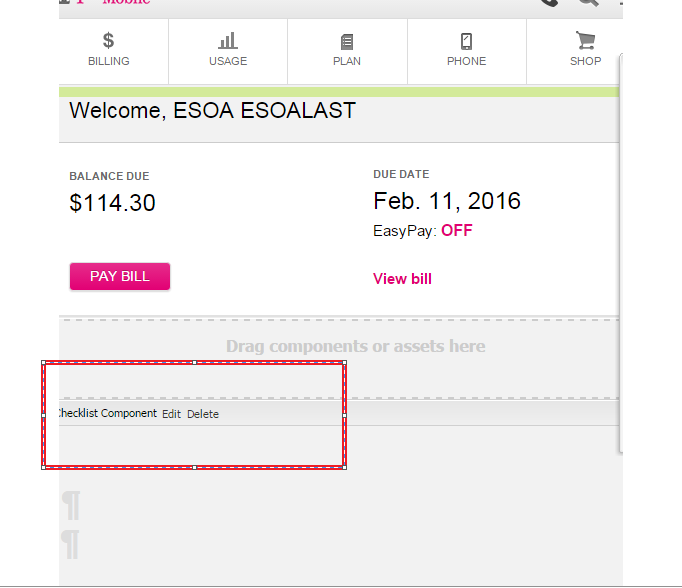 Mobile
$
BILLING
USAGE
PLAN
PHONE
SHOP
Welcome, ESOA ESOALAST
BALANCE DUE
$114.30
DUE DATE
Feb. 11, 2016
EasyPay: OFF
PAY BILL
View bill
Drag components or assets here
Checklist Component Edit Delete
¶
¶